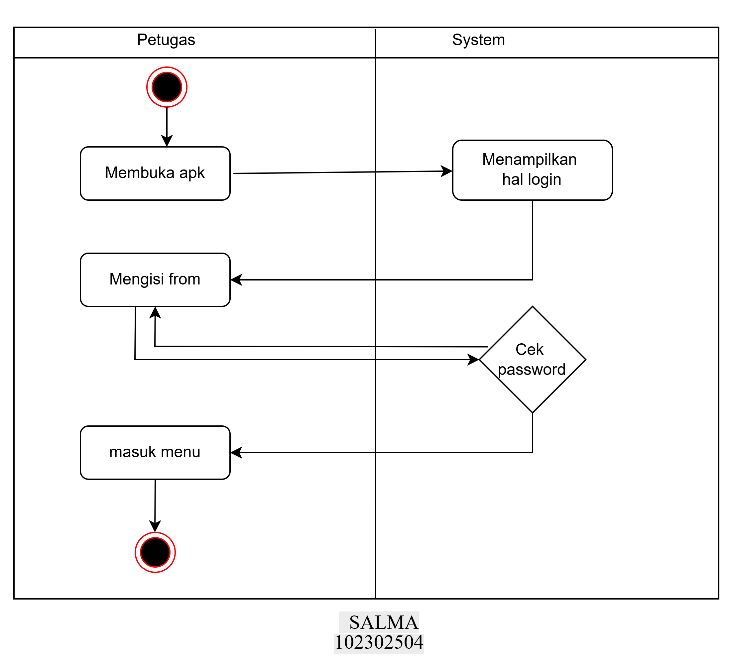 Petugas
System
Membuka apk
Menampilkan
hal login
Mengisi from
Cek
password
masuk menu
SALMA
102302504